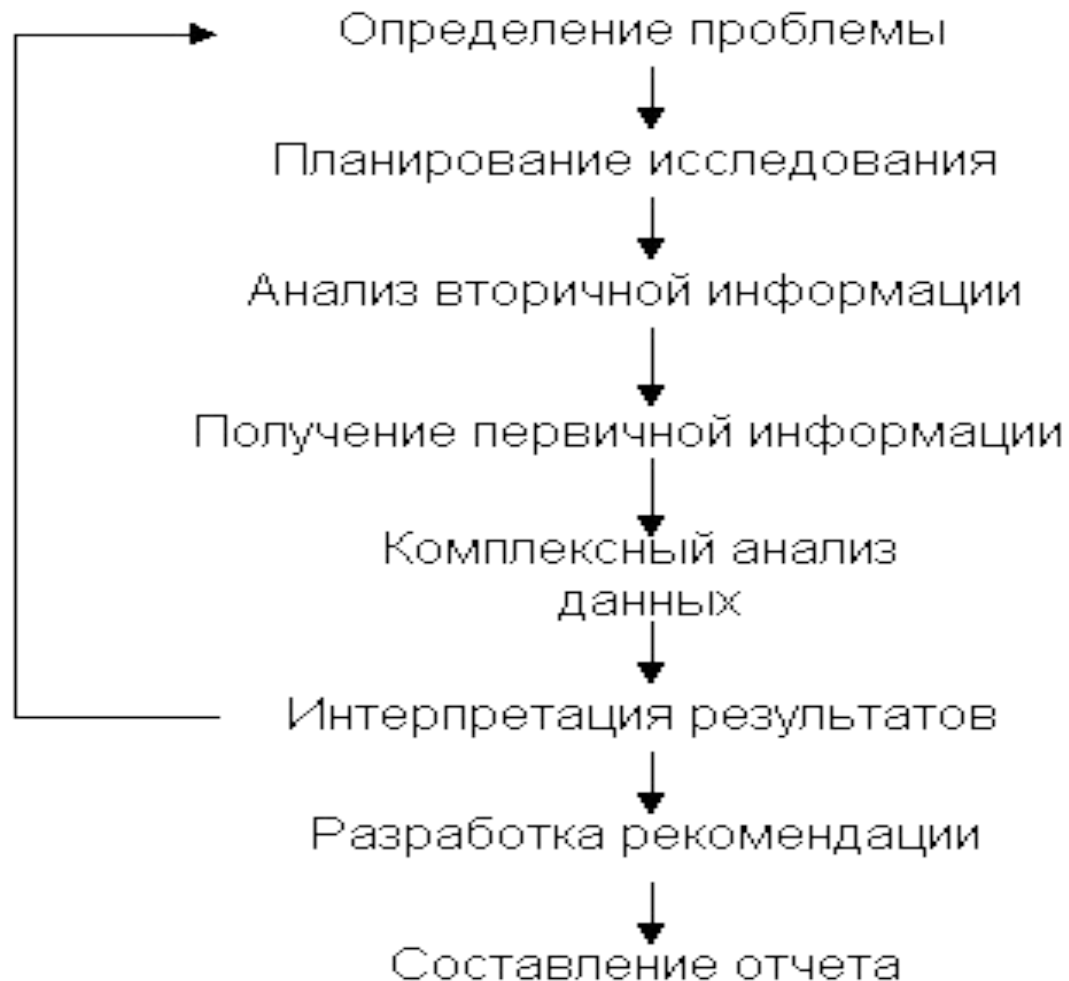 Определение проблемы
Планирование исследования
Анализ вторичной информации
Получение первичной информации
Комплексный анализ
данных
Интерпретация результатов
Разработка рекомендации
Составление отчета